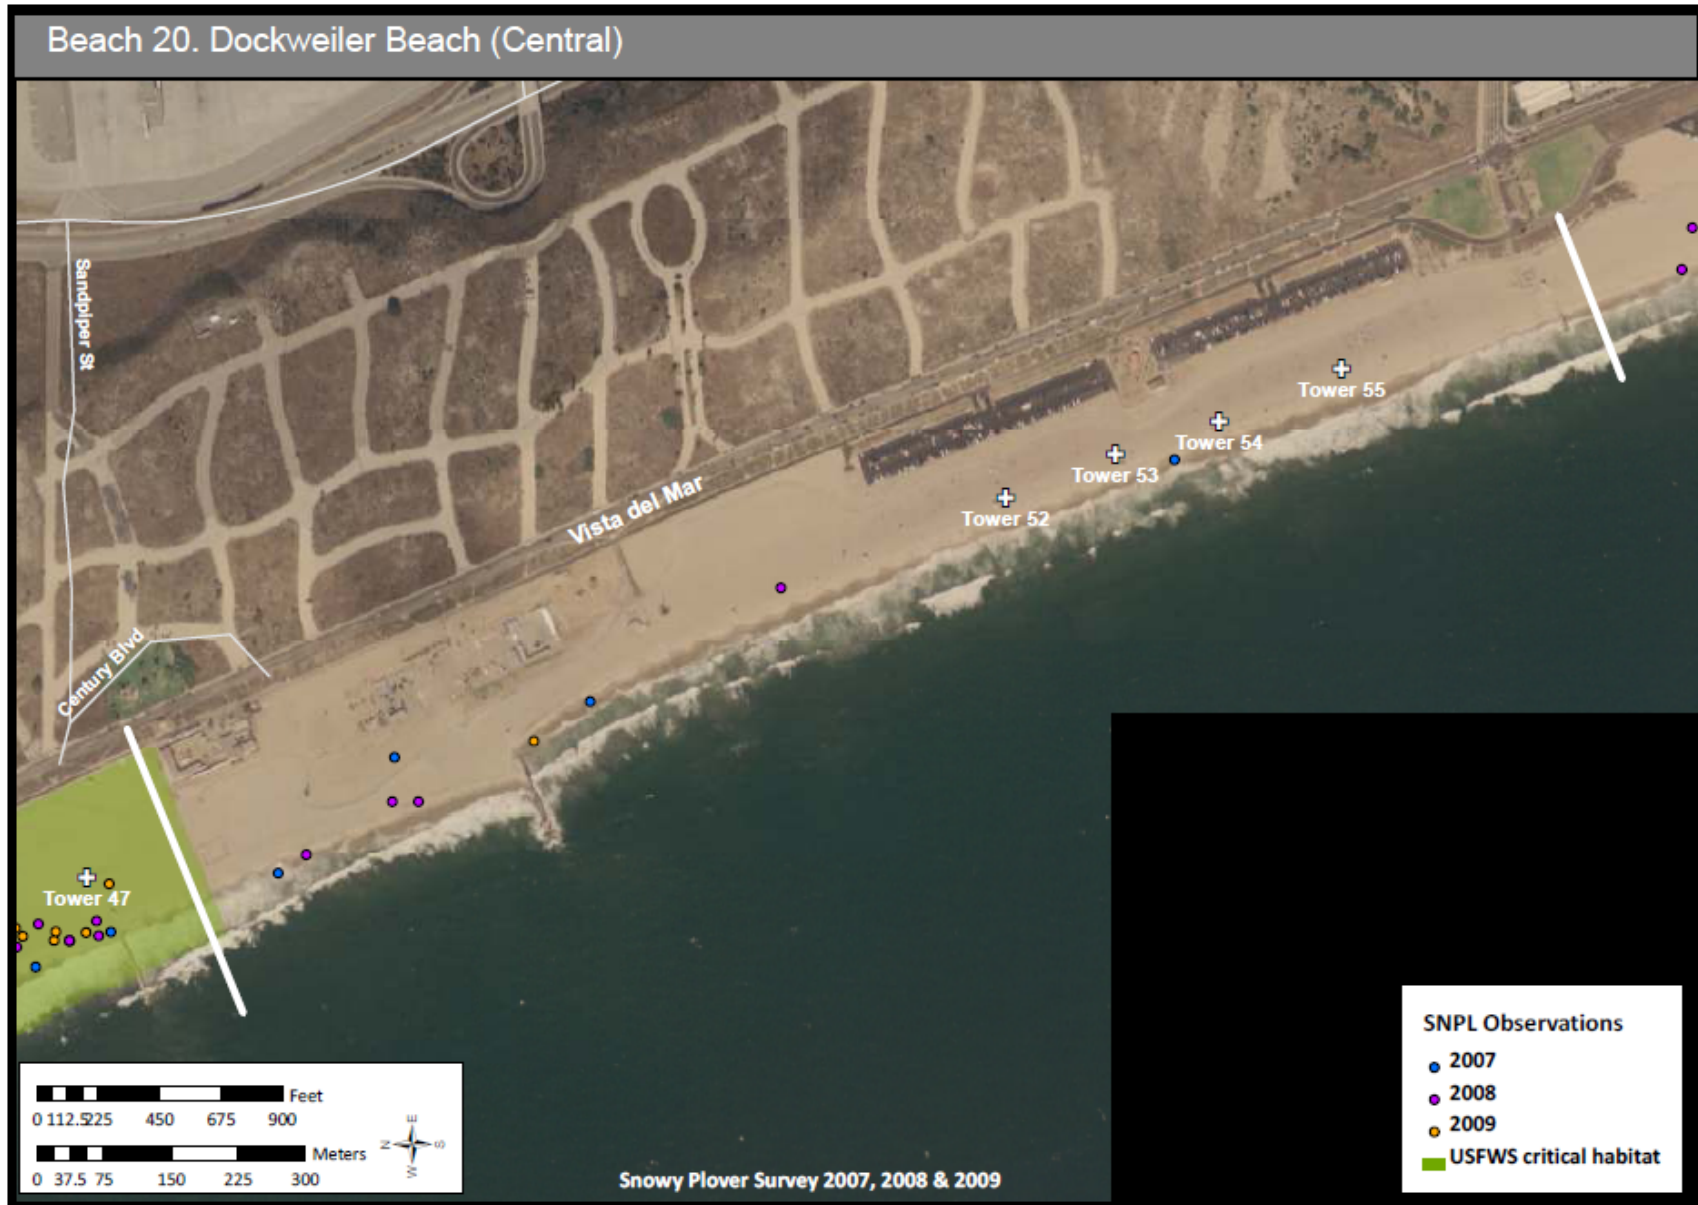 Beach 20. Dockweiler Beach (Central)
Sandpiper St
Tower 55
Tower 54
Tower 53
Vista del Mar
Tower 52
Century Blvd
Tower 47
SNPL Observations
2007
2008
2009
USFWS critical habitat
Feet
0 112.5225 450 675 900
Meters
0 37.5 75 150 225 300
E
N S
W
Snowy Plover Survey 2007, 2008 & 2009